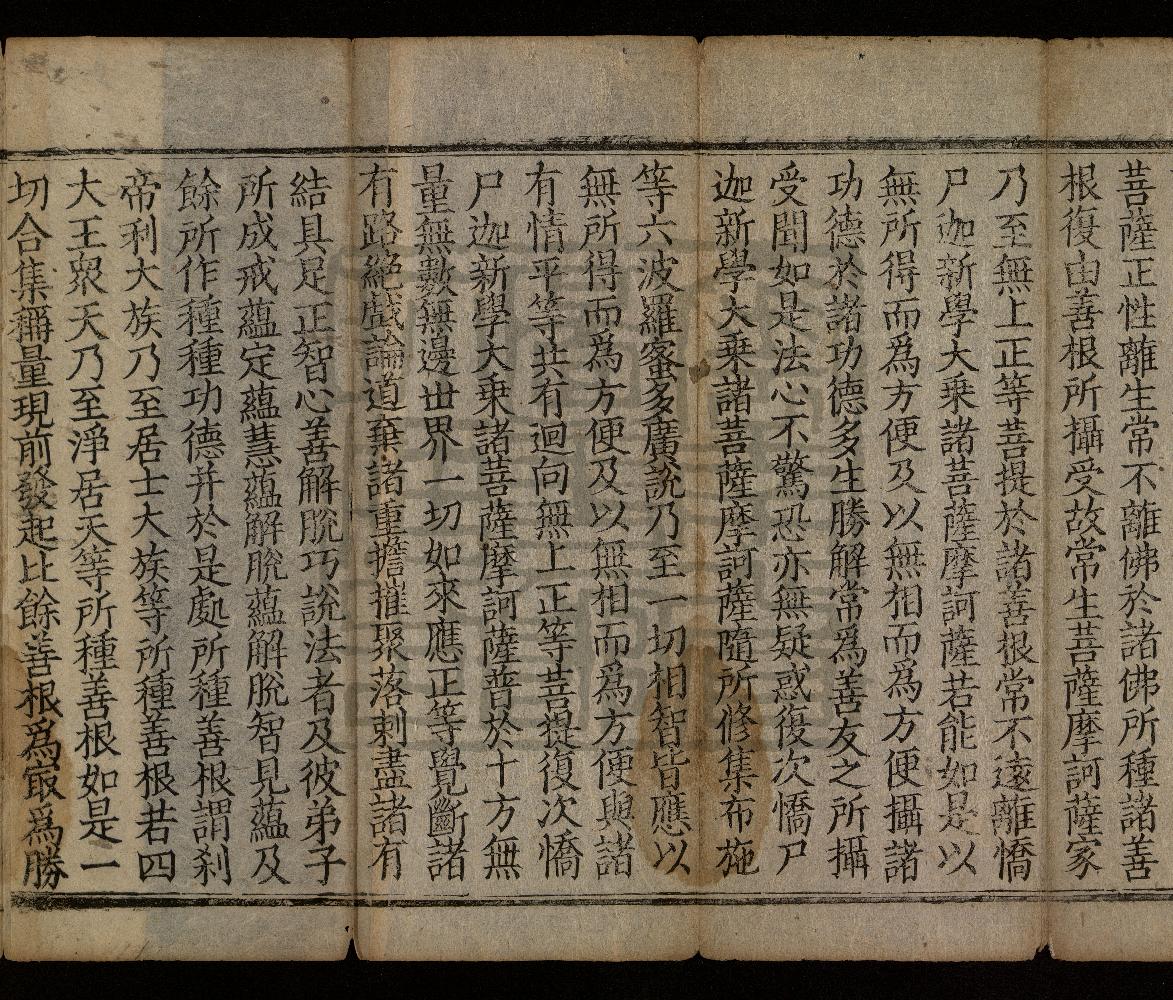 菩薩正性離生常不離佛於諸佛所種諸善
根復由善根所攝受故常生菩薩摩訶薩家
乃至無上正等菩提於諸善根常不遠離憍
尸迦新學大乗諸菩薩摩訶薩若能如是以
無所得而為方便及以無相而為方便攝諸
功德於諸功德多生勝解常為善友之所攝
受聞如是法心不驚恐亦無疑惑復次憍尸
迦新學大乗諸菩薩摩訶薩隨所修集布施
等六波羅蜜多廣說乃至一切相智皆應以
無所得而為方便及以無相而為方便與諸
有情平等共有迴向無上正等菩提復次憍
尸迦新學大乗諸菩薩摩訶薩普於十方無
量無數無邊世界一切如來應正等覺斷諸
有路絕戲論道棄諸重擔摧聚落刺盡諸有
結具足正智心善解脫巧說法者及彼弟子
所成戒蘊定蘊慧蘊解脫蘊解脫智見蘊及
餘所作種種功德并於是處所種善根謂剎
帝利大族乃至居士大族等所種善根若四
大王衆天乃至淨居天等所種善根如是一
切合集稱量現前發起比餘善根爲㝡爲勝